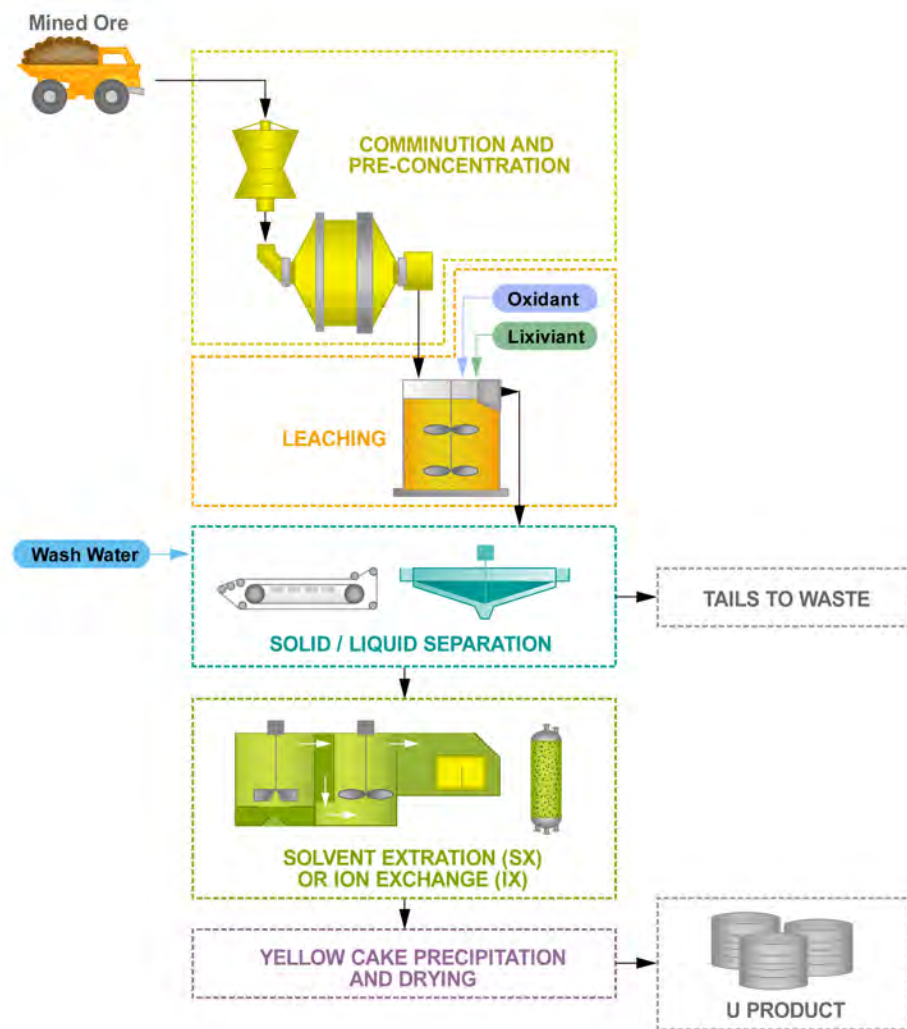 Mined Ore
COMMINUTION AND
PRE-CONCENTRATION
Oxidant
Lixiviant
LEACHING
Wash Water
TAILS TO WASTE
SOLID / LIQUID SEPARATION
SOLVENT EXTRATION (SX)
OR ION EXCHANGE (IX)
YELLOW CAKE PRECIPITATION
AND DRYING
U PRODUCT